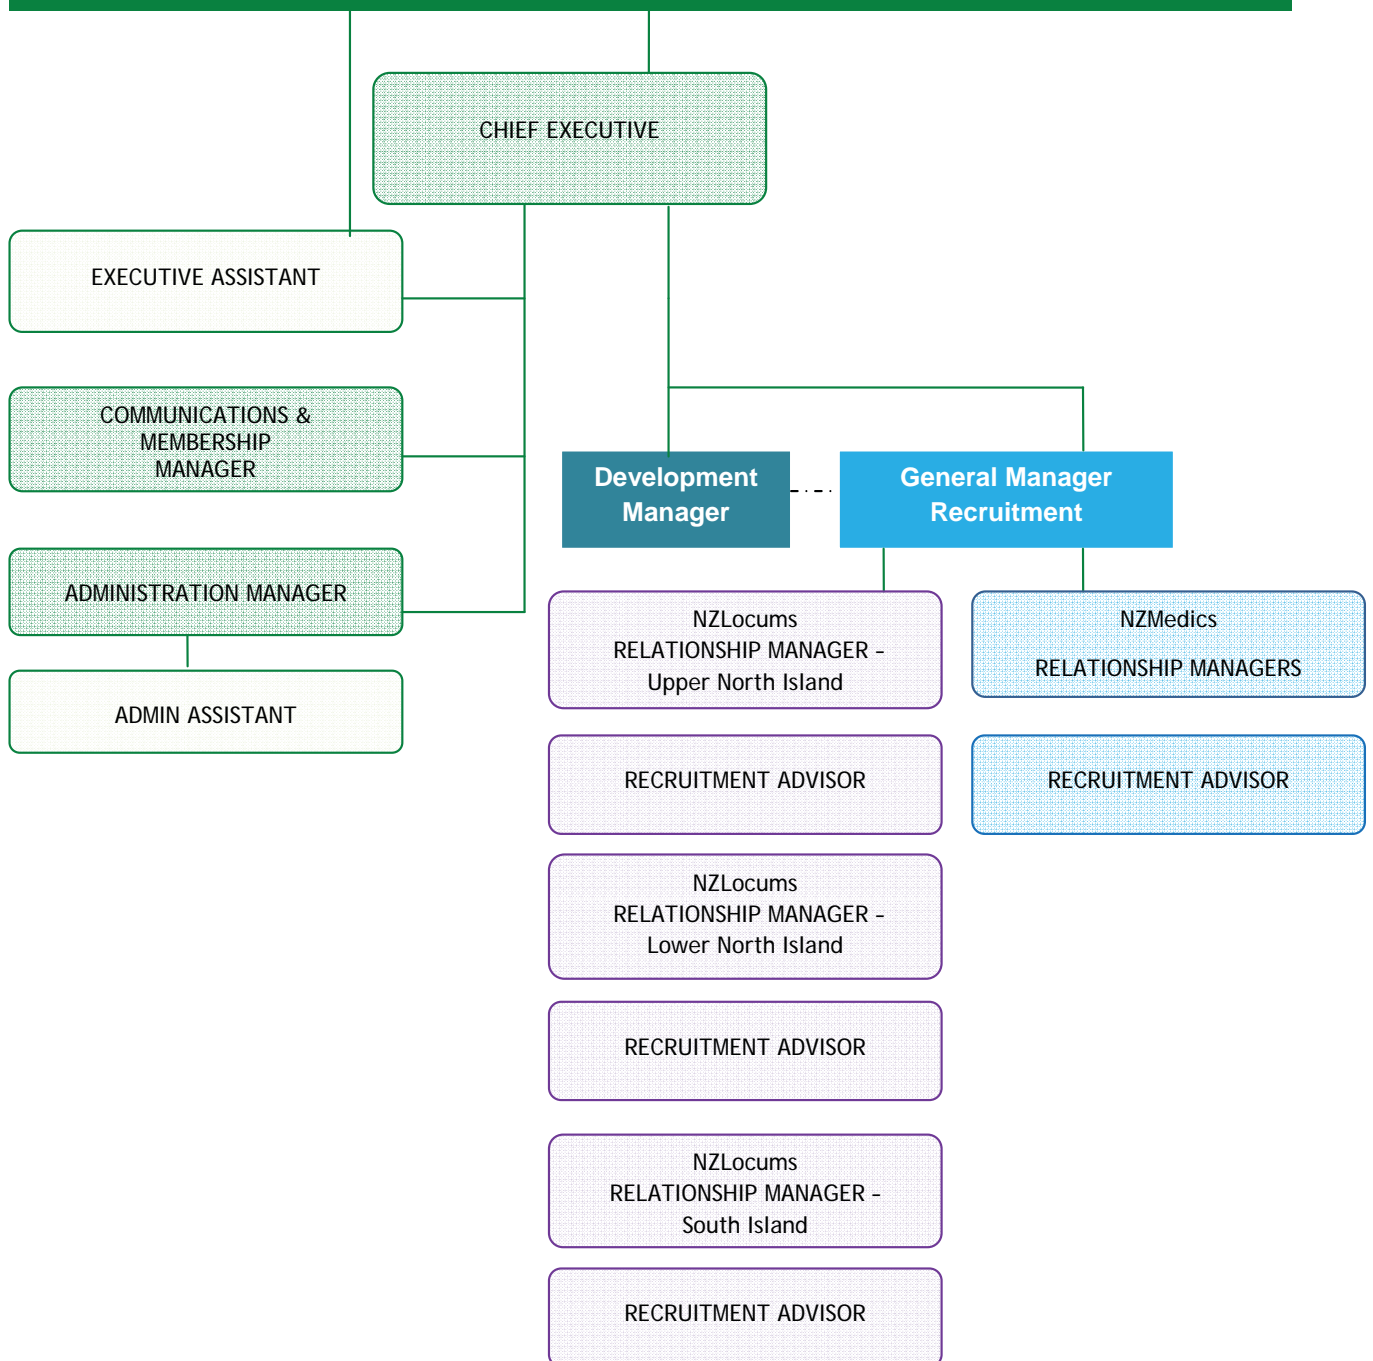 CHIEF EXECUTIVE
EXECUTIVE ASSISTANT
COMMUNICATIONS &
MEMBERSHIP
MANAGER
ADMINISTRATION MANAGER
ADMIN ASSISTANT
Development
Manager
General Manager
Recruitment
NZLocums
RELATIONSHIP MANAGER –
Upper North Island
RECRUITMENT ADVISOR
NZLocums
RELATIONSHIP MANAGER –
Lower North Island
RECRUITMENT ADVISOR
NZLocums
RELATIONSHIP MANAGER –
South Island
RECRUITMENT ADVISOR
NZMedics
RELATIONSHIP MANAGERS
RECRUITMENT ADVISOR